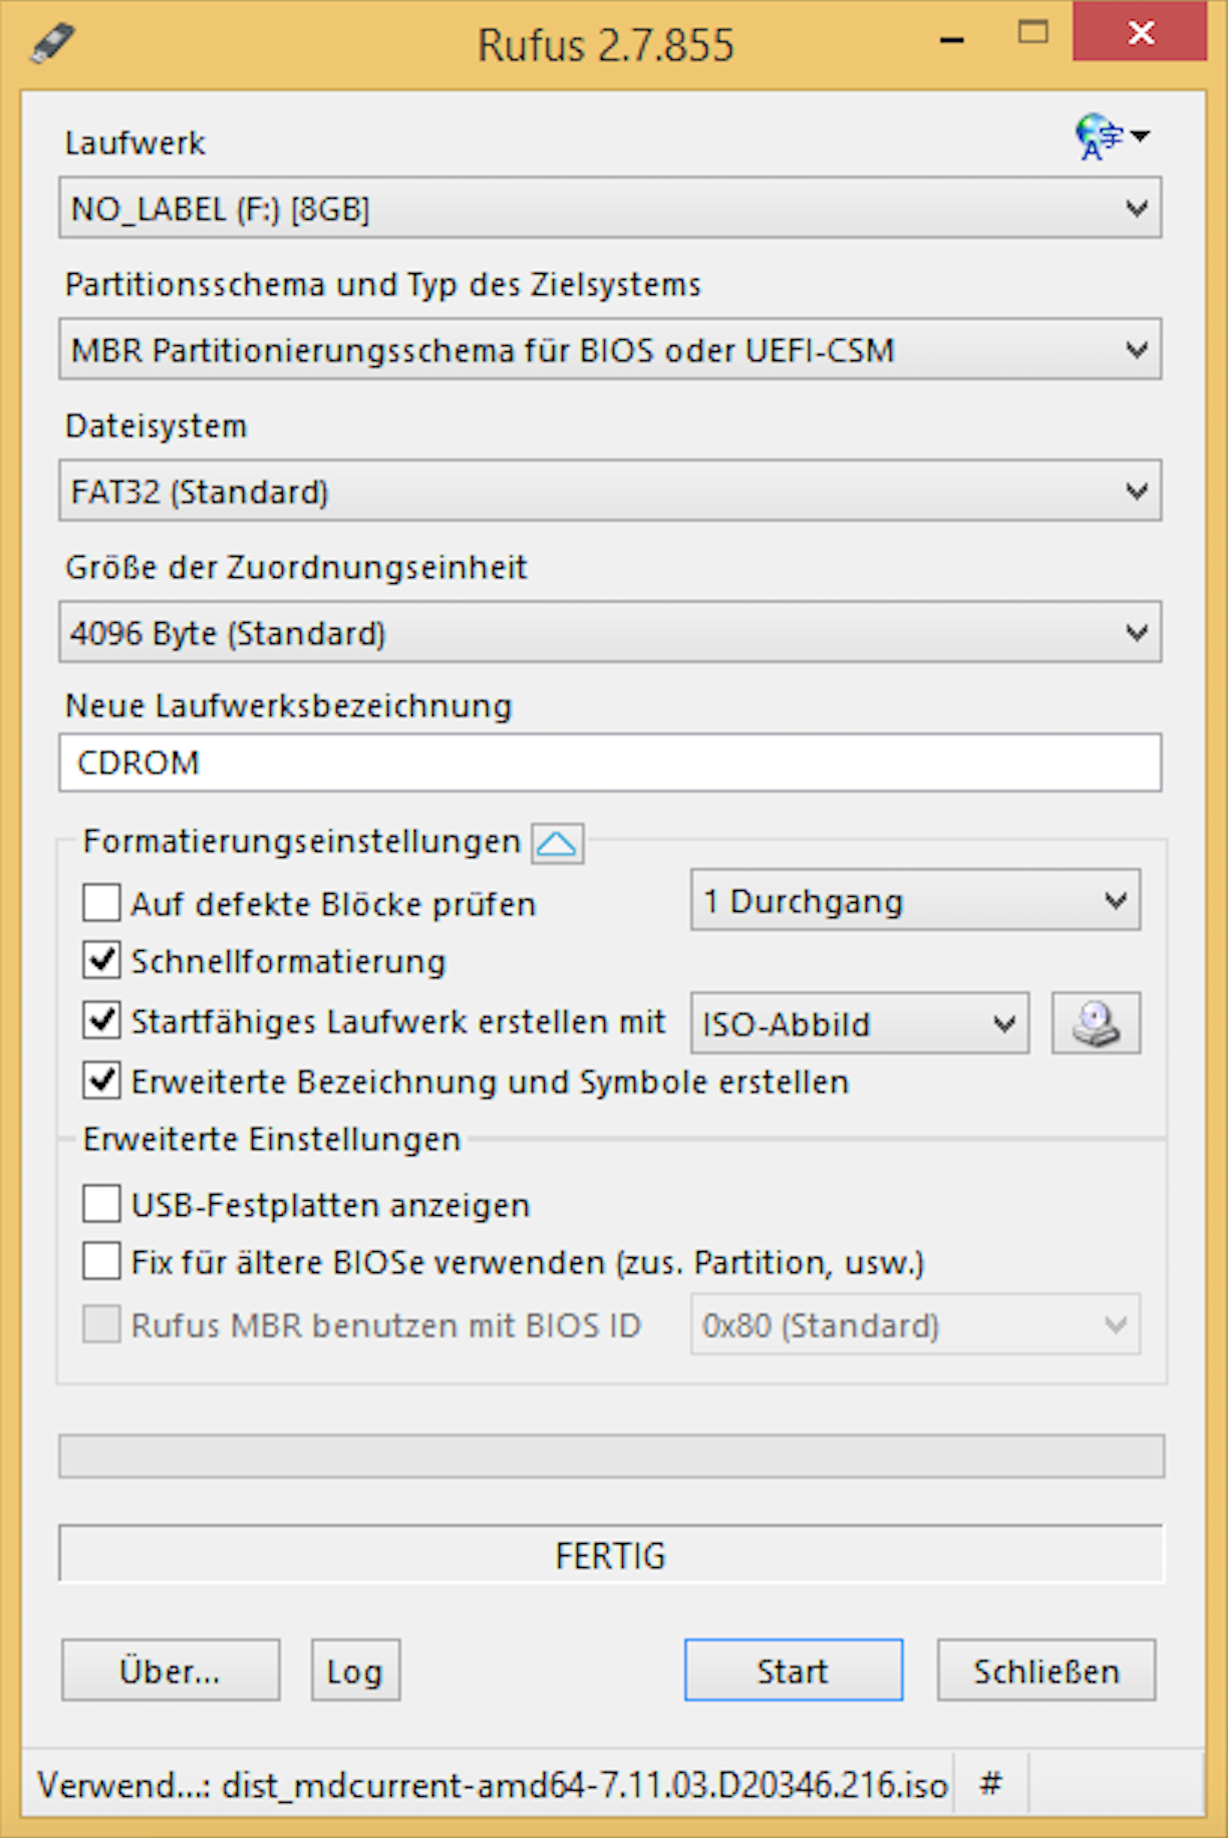 Rufus 2.7.855
Laufwerk
NO_LABEL (F:) [8GB]
Partitionsschema und Typ des Zielsystems
MBR Partitionierungsschema für BIOS oder UEFI-CSM
Dateisystem
FAT32 (Standard)
Größe der Zuordnungseinheit
4096 Byte (Standard)
Neue Laufwerksbezeichnung
CDROM
Formatierungseinstellungen
Auf defekte Blöcke prüfen 1 Durchgang
Schnellformatierung
Startfähiges Laufwerk erstellen mit ISO-Abbild
Erweiterte Bezeichnung und Symbole erstellen
Erweiterte Einstellungen
USB-Festplatten anzeigen
Fix für ältere BIOSe verwenden (zus. Partition, usw.)
Rufus MBR benutzen mit BIOS ID 0x80 (Standard)
FERTIG
Über... Log Start Schließen
Verwend...: dist_mdcurrent-amd64-7.11.03.D20346.216.iso #